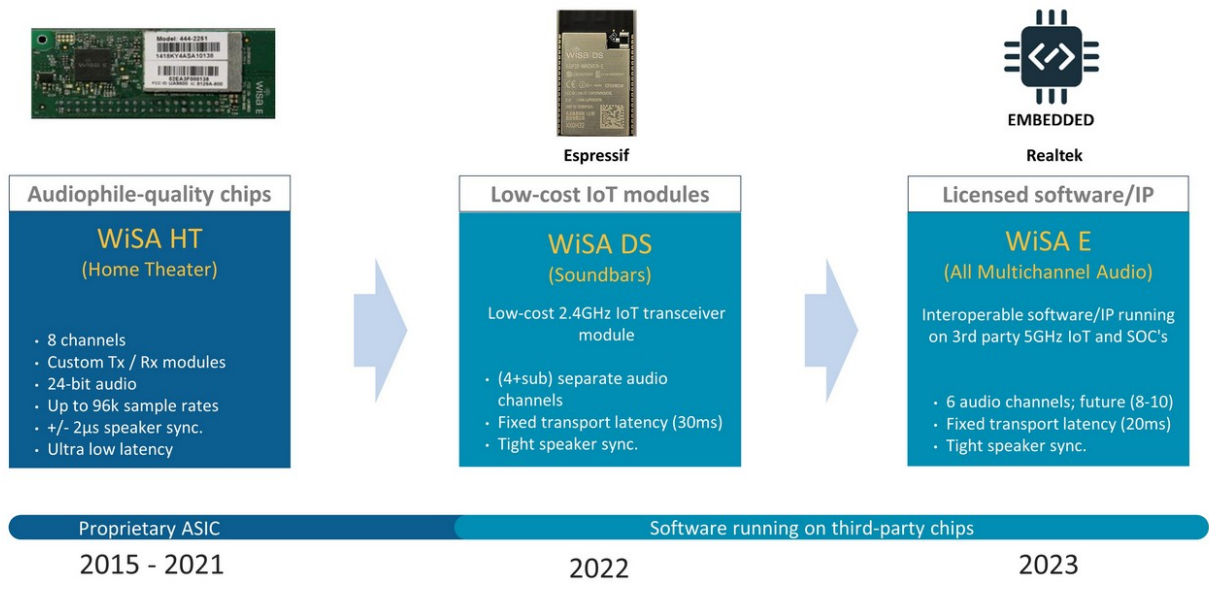 Model: 444-2251
1418KY4ASA10138
02EA3F000138
WiSA E
WiSA DS
EMBEDDED
Espressif
Realtek
Audiophile-quality chips
WiSA HT
(Home Theater)
• 8 channels
• Custom Tx / Rx modules
• 24-bit audio
• Up to 96k sample rates
• +/- 2µs speaker sync.
• Ultra low latency
Low-cost IoT modules
WiSA DS
(Soundbars)
Low-cost 2.4GHz IoT transceiver
module
• (4+sub) separate audio
channels
• Fixed transport latency (30ms)
• Tight speaker sync.
Licensed software/IP
WiSA E
(All Multichannel Audio)
Interoperable software/IP running
on 3rd party 5GHz IoT and SOC's
• 6 audio channels; future (8-10)
• Fixed transport latency (20ms)
• Tight speaker sync.
Proprietary ASIC
Software running on third-party chips
2015 - 2021
2022
2023